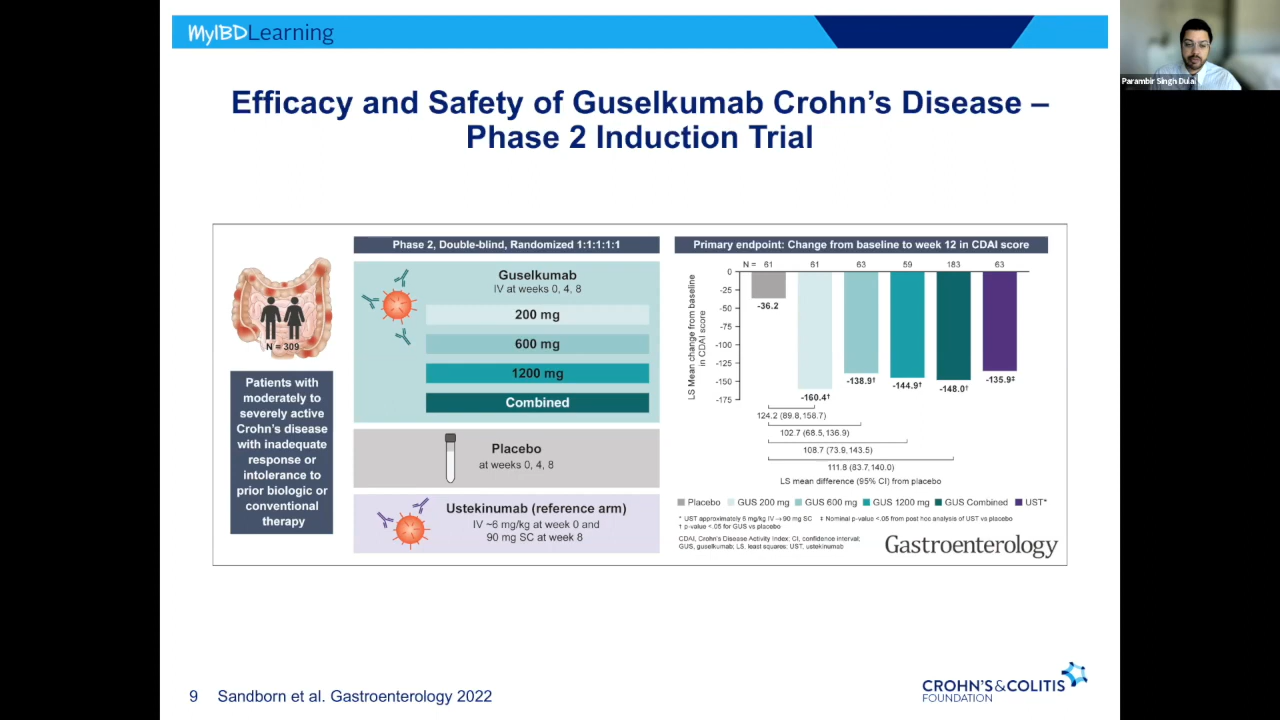 MyIBDLearning
Parambir Singh Dulai
Efficacy and Safety of Guselkumab Crohn's Disease –
Phase 2 Induction Trial
N = 309
Patients with
moderately to
severely active
Crohn's disease
with inadequate
response or
intolerance to
prior biologic or
conventional
therapy
Phase 2, Double-blind, Randomized 1:1:1:1:1
Guselkumab
IV at weeks 0, 4, 8
200 mg
600 mg
1200 mg
Combined
Placebo
at weeks 0, 4, 8
Ustekinumab (reference arm)
IV ~6 mg/kg at week 0 and
90 mg SC at week 8
Primary endpoint: Change from baseline to week 12 in CDAI score
N = 61 61 63 59 183 63
LS Mean change from baseline
in CDAI score
0
-25
-50
-75
-100
-125
-150
-175
-36.2
-160.4†
-138.9†
-144.9†
-148.0†
-135.9‡
124.2 (89.8, 158.7)
102.7 (68.5, 136.9)
108.7 (73.9, 143.5)
111.8 (83.7, 140.0)
LS mean difference (95% CI) from placebo
Placebo GUS 200 mg GUS 600 mg GUS 1200 mg GUS Combined UST*
* UST approximately 6 mg/kg IV→90 mg SC ‡ Nominal p-value <.05 from post hoc analysis of UST vs placebo
† p-value <.05 for GUS vs placebo
CDAI, Crohn's Disease Activity Index; CI, confidence interval;
GUS, guselkumab; LS, least squares; UST, ustekinumab
Gastroenterology
9 Sandborn et al. Gastroenterology 2022
CROHN'S & COLITIS
FOUNDATION